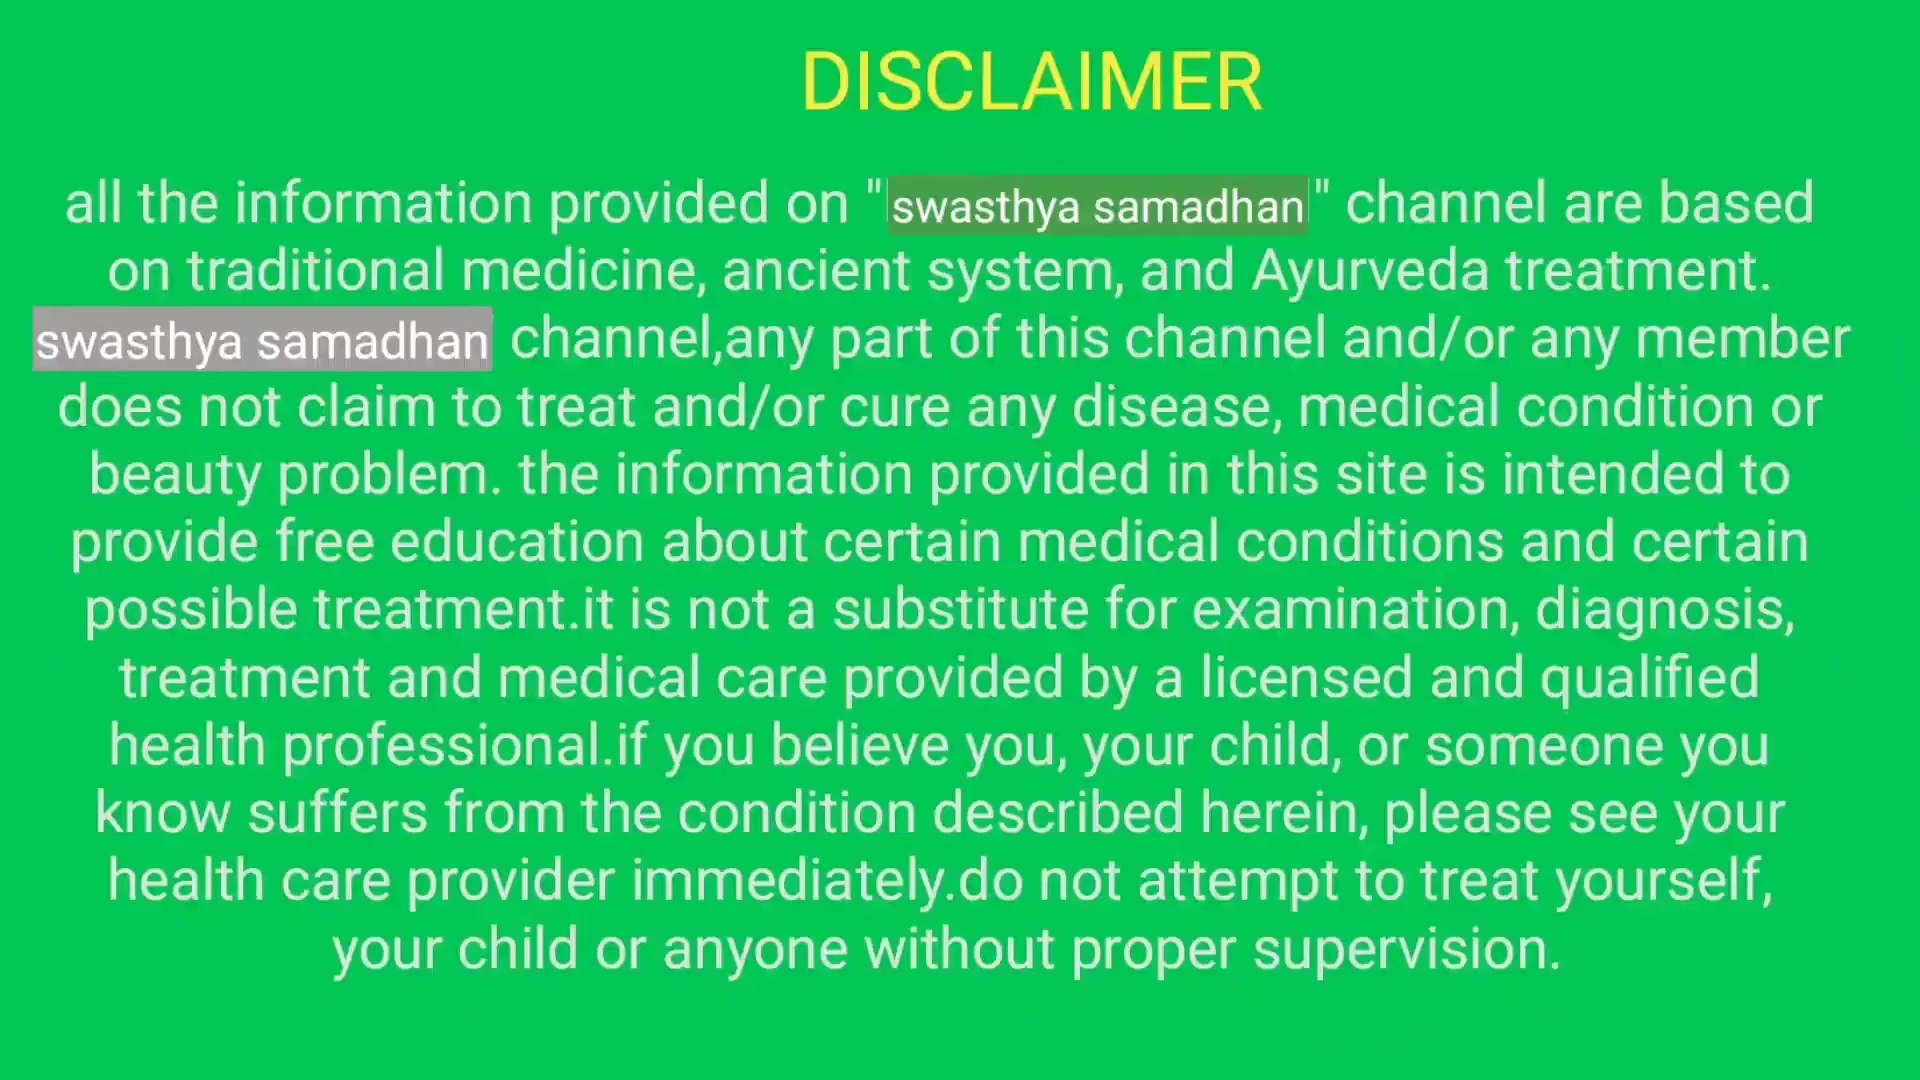 DISCLAIMER
all the information provided on "swasthya samadhan" channel are based
on traditional medicine, ancient system, and Ayurveda treatment.
swasthya samadhan channel,any part of this channel and/or any member
does not claim to treat and/or cure any disease, medical condition or
beauty problem. the information provided in this site is intended to
provide free education about certain medical conditions and certain
possible treatment.it is not a substitute for examination, diagnosis,
treatment and medical care provided by a licensed and qualified
health professional.if you believe you, your child, or someone you
know suffers from the condition described herein, please see your
health care provider immediately.do not attempt to treat yourself,
your child or anyone without proper supervision.